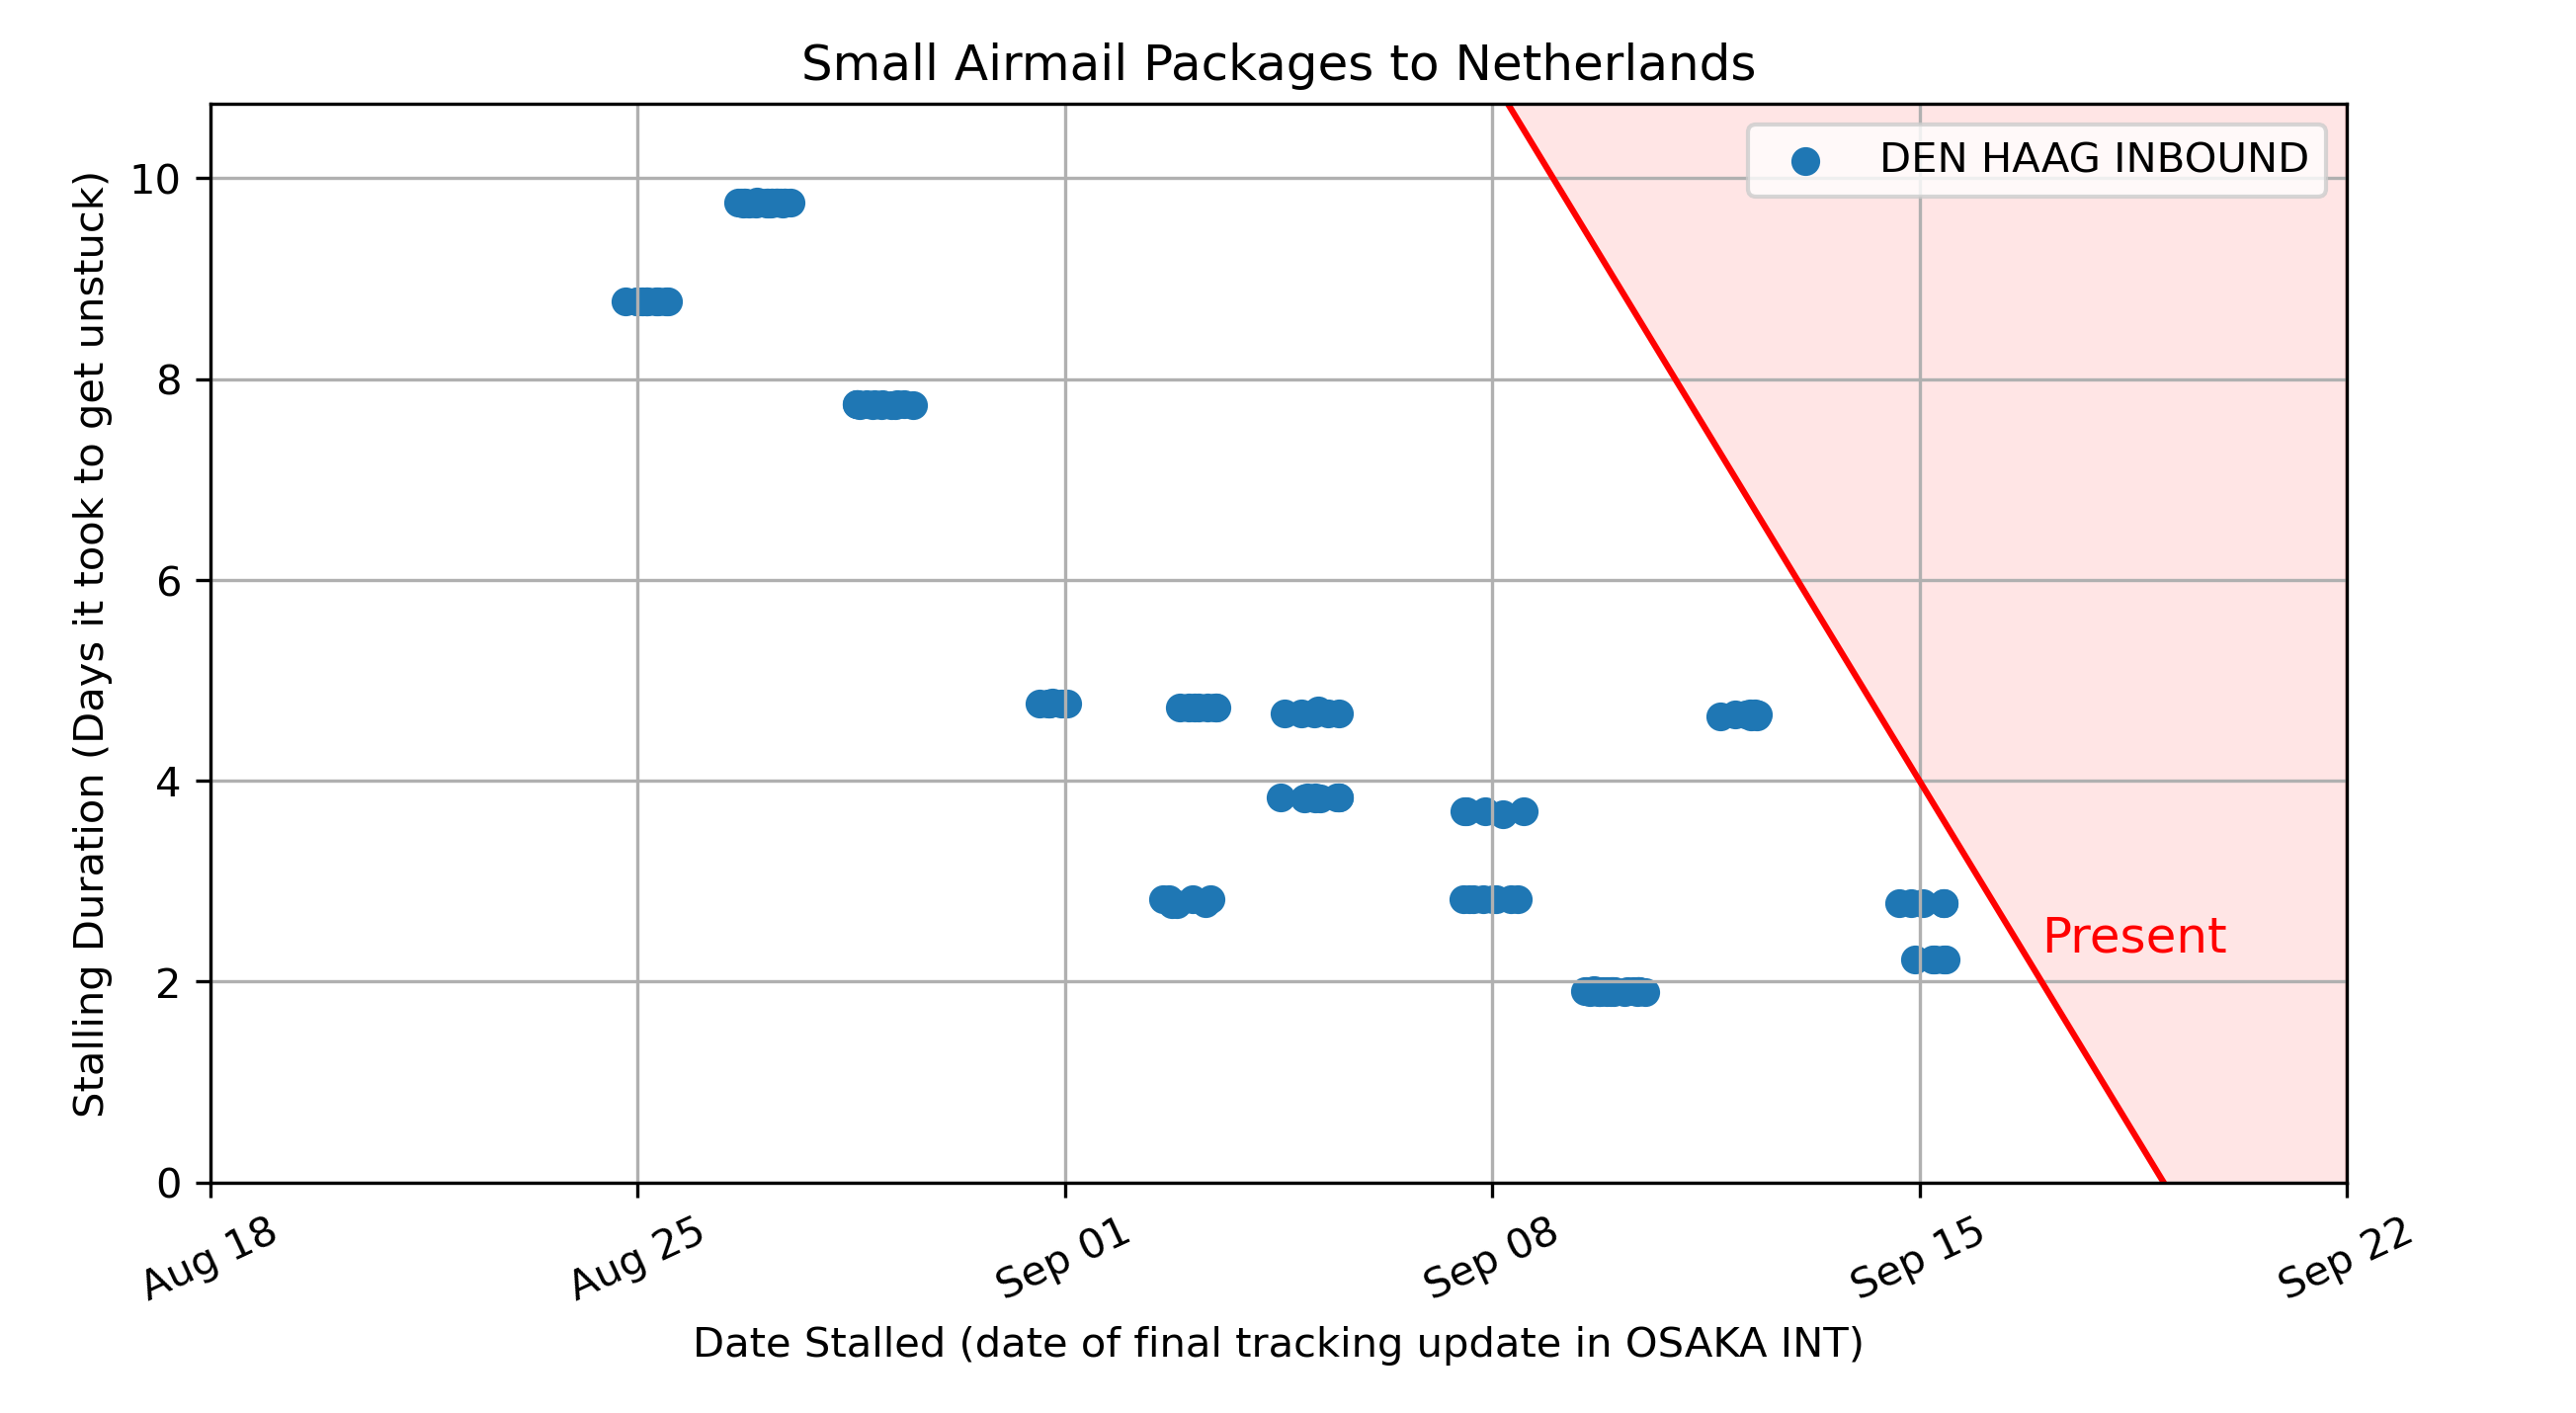 Small Airmail Packages to Netherlands
DEN HAAG INBOUND
Stalling Duration (Days it took to get unstuck)
10
8
6
4
2
0
Present
Aug 18
Aug 25
Sep 01
Sep 08
Sep 15
Sep 22
Date Stalled (date of final tracking update in OSAKA INT)